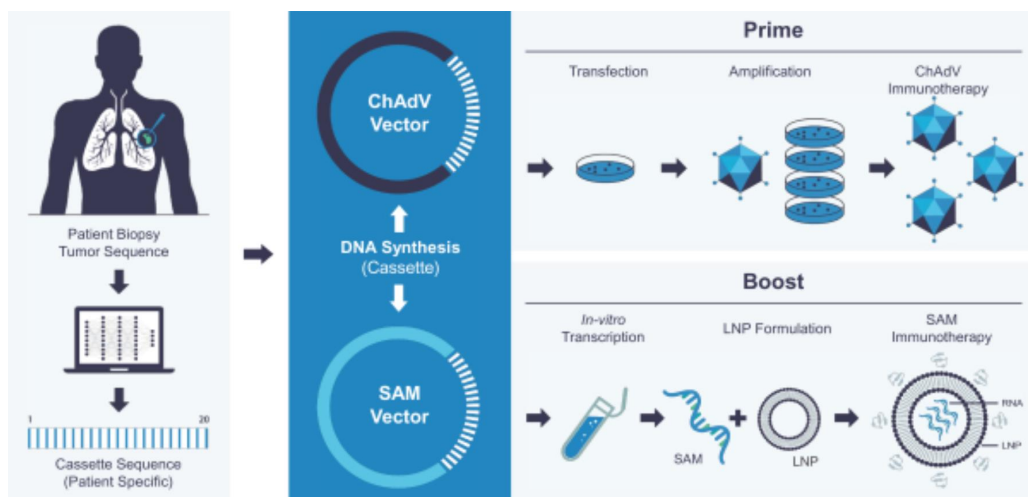 Patient Biopsy
Tumor Sequence
1 20
Cassette Sequence
(Patient Specific)
ChAdV
Vector
DNA Synthesis
(Cassette)
SAM
Vector
Prime
Transfection
Amplification
ChAdV
Immunotherapy
Boost
In-vitro
Transcription
LNP Formulation
SAM
Immunotherapy
SAM
LNP
RNA
LNP